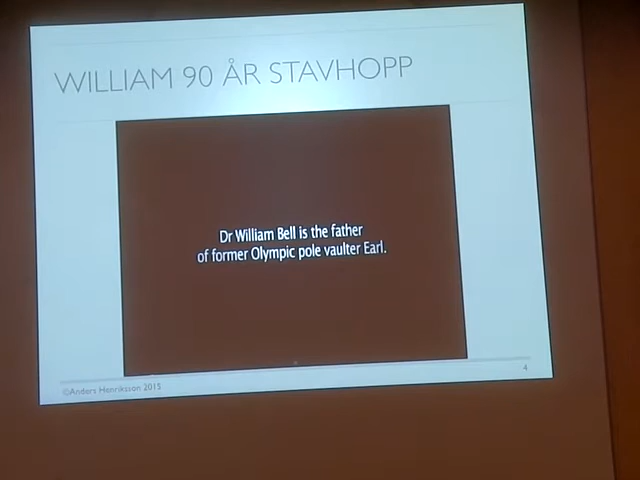 WILLIAM 90 ÅR STAVHOPP
Dr William Bell is the father
of former Olympic pole vaulter Earl.
©Anders Henriksson 2015
4